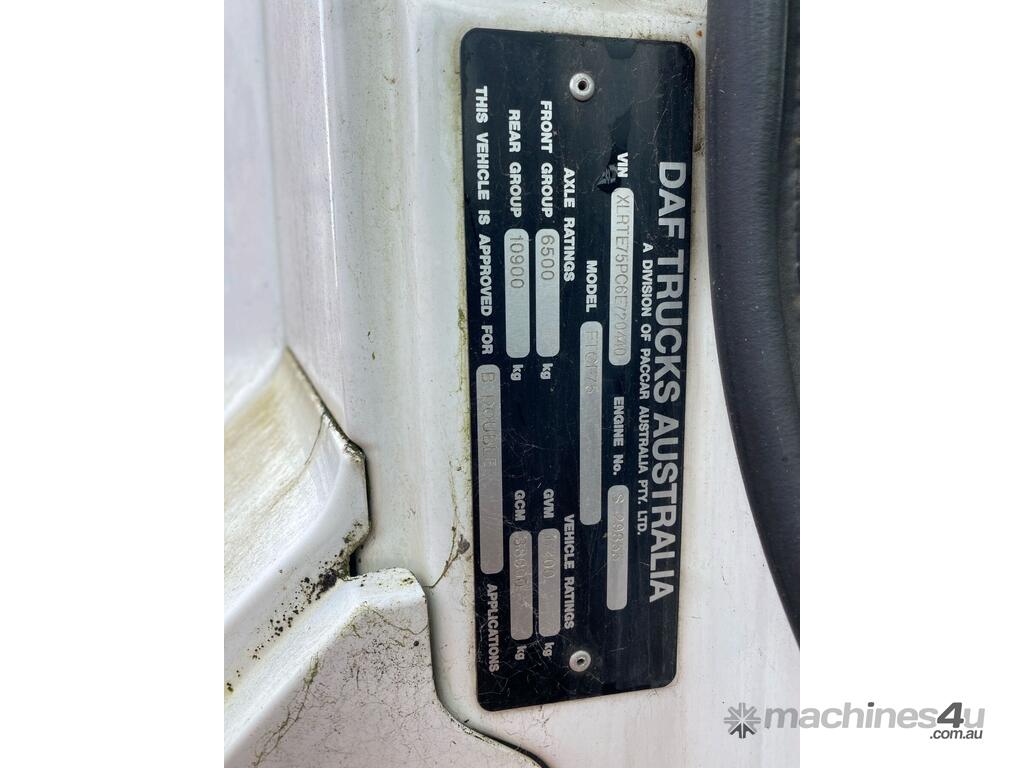 DAF TRUCKS AUSTRALIA
A DIVISION OF PACCAR AUSTRALIA PTY. LTD.
VIN XLRTE75PC6E720440 ENGINE No.
MODEL
AXLE RATINGS VEHICLE RATINGS
FRONT GROUP 6500 kg GVM kg
REAR GROUP 10900 kg GCM kg
THIS VEHICLE IS APPROVED FOR B DOUBLE APPLICATIONS
machines4u
.com.au